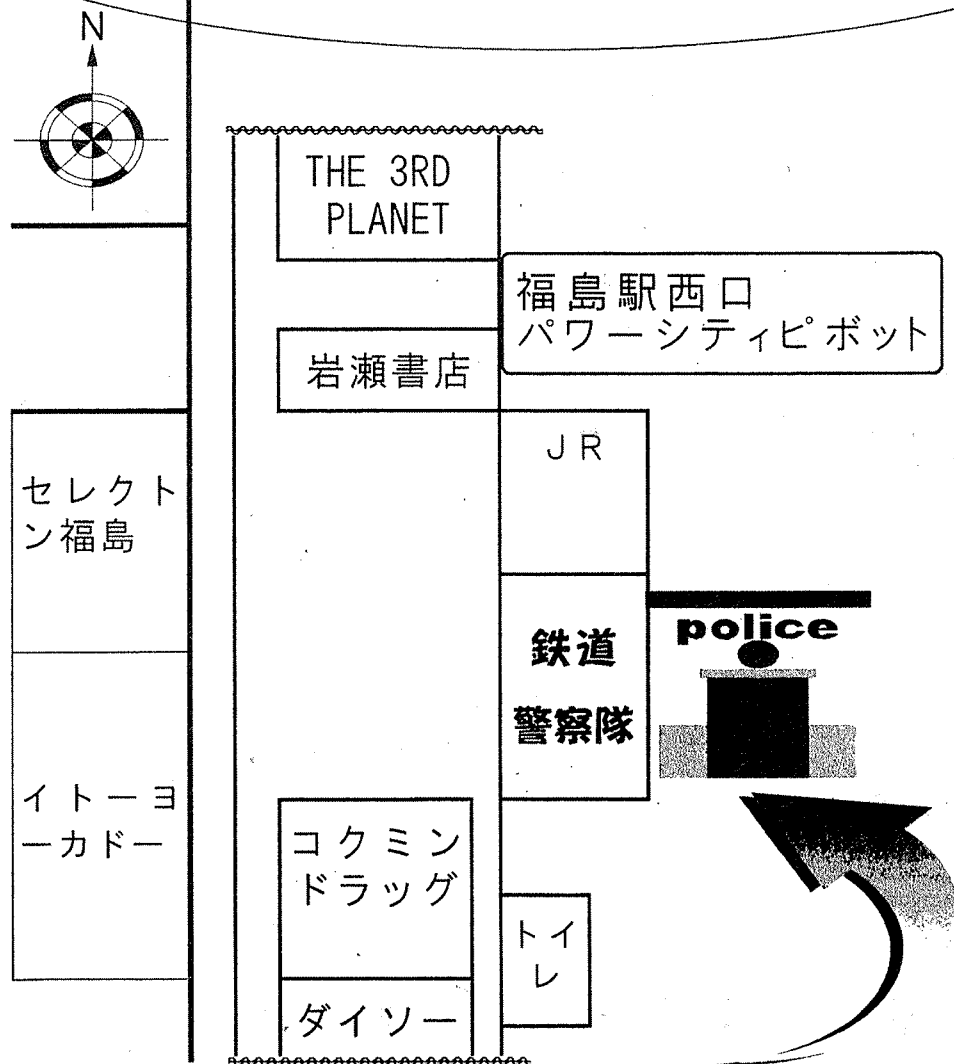 N
THE 3RD
PLANET
福島駅西口
パワーシティピボット
岩瀬書店
JR
セレクト
ン福島
police
鉄道
警察隊
イトーヨ
ーカドー
コクミン
ドラッグ
トイ
レ
ダイソー